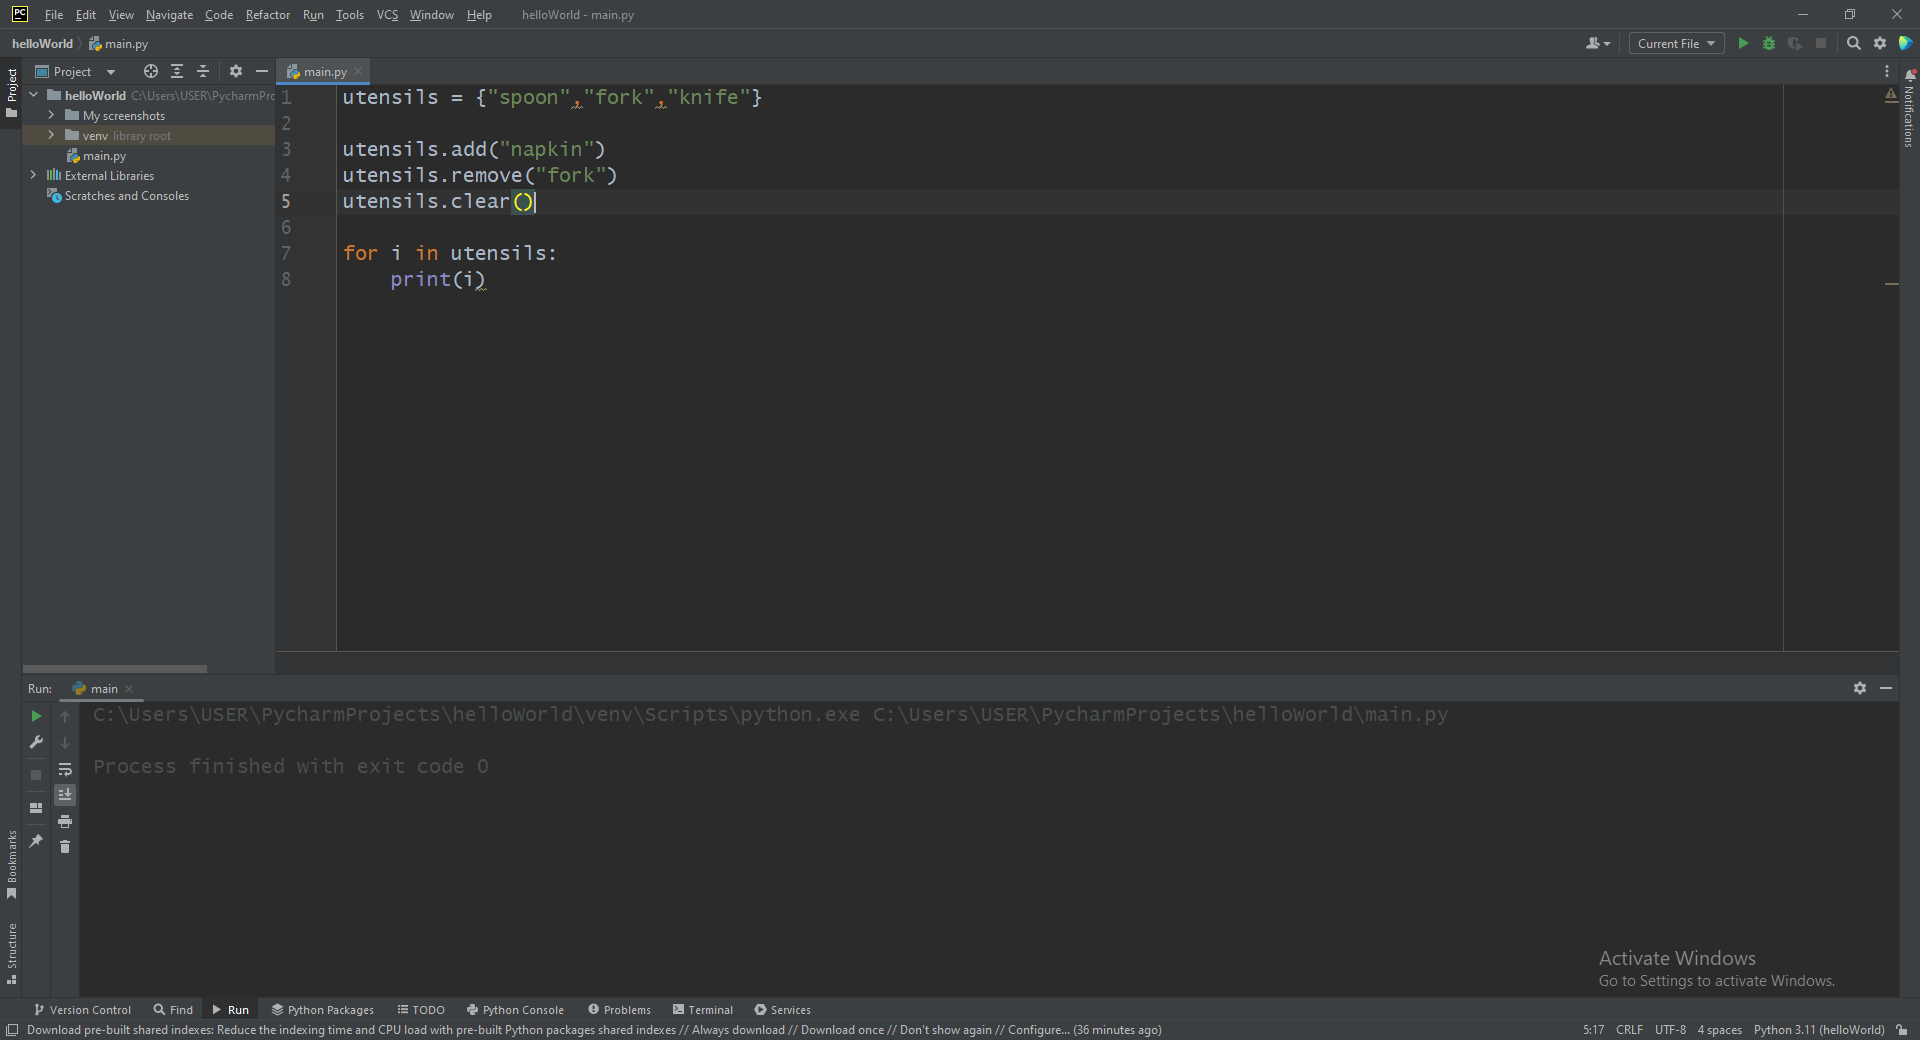 PC File Edit View Navigate Code Refactor Run Tools VCS Window Help helloWorld - main.py
helloWorld main.py Current File
Project Project main.py
helloWorld C:\Users\USER\PycharmPro
My screenshots
venv library root
main.py
External Libraries
Scratches and Consoles
1 utensils = {"spoon","fork","knife"}
2
3 utensils.add("napkin")
4 utensils.remove("fork")
5 utensils.clear()
6
7 for i in utensils:
8 print(i)
Notifications
Run: main
C:\Users\USER\PycharmProjects\helloWorld\venv\Scripts\python.exe C:\Users\USER\PycharmProjects\helloWorld\main.py
Process finished with exit code 0
Bookmarks
Structure
Activate Windows
Go to Settings to activate Windows.
Version Control Find Run Python Packages TODO Python Console Problems Terminal Services
Download pre-built shared indexes: Reduce the indexing time and CPU load with pre-built Python packages shared indexes // Always download // Download once // Don't show again // Configure... (36 minutes ago) 5:17 CRLF UTF-8 4 spaces Python 3.11 (helloWorld)